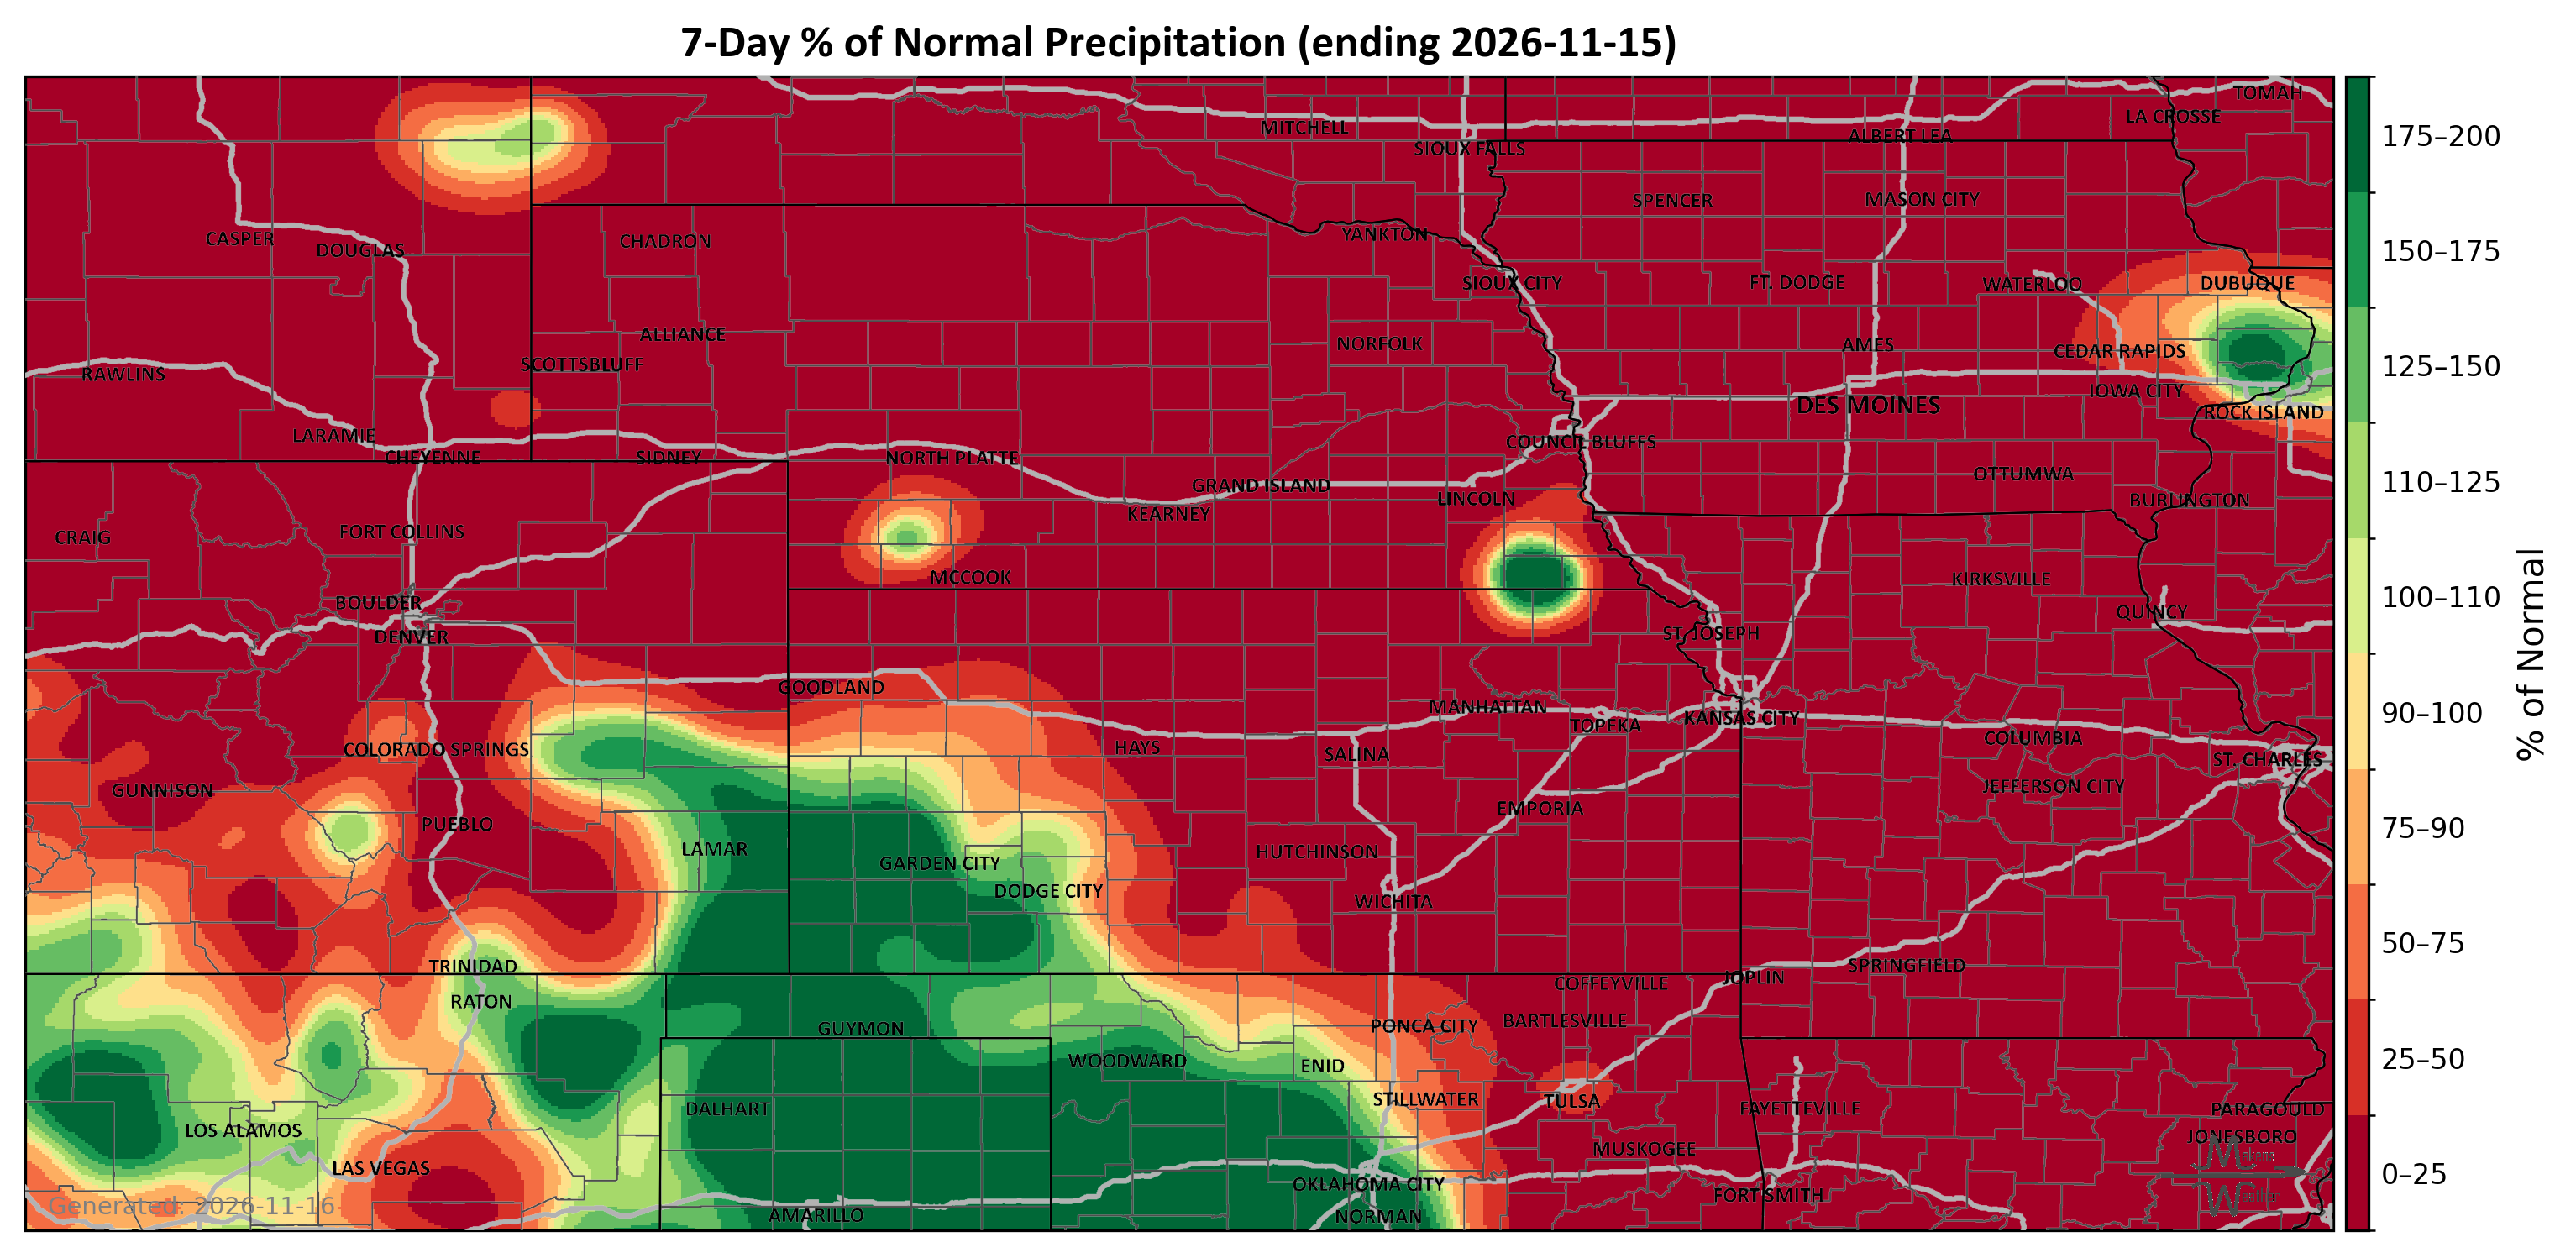 7-Day % of Normal Precipitation (ending 2026-11-15)
TOMAH
LA CROSSE
MITCHELL
ALBERT LEA
SIOUX FALLS
SPENCER
MASON CITY
YANKTON
CASPER
DOUGLAS
CHADRON
SIOUX CITY
FT. DODGE
WATERLOO
DUBUQUE
ALLIANCE
NORFOLK
AMES
CEDAR RAPIDS
SCOTTSBLUFF
RAWLINS
IOWA CITY
DES MOINES
ROCK ISLAND
LARAMIE
COUNCIL BLUFFS
CHEYENNE
SIDNEY
NORTH PLATTE
OTTUMWA
GRAND ISLAND
LINCOLN
BURLINGTON
KEARNEY
CRAIG
FORT COLLINS
MCCOOK
KIRKSVILLE
BOULDER
QUINCY
DENVER
ST. JOSEPH
GOODLAND
MANHATTAN
TOPEKA
KANSAS CITY
COLUMBIA
COLORADO SPRINGS
HAYS
SALINA
ST. CHARLES
GUNNISON
JEFFERSON CITY
EMPORIA
PUEBLO
LAMAR
HUTCHINSON
GARDEN CITY
DODGE CITY
WICHITA
TRINIDAD
SPRINGFIELD
JOPLIN
COFFEYVILLE
RATON
BARTLESVILLE
PONCA CITY
GUYMON
WOODWARD
ENID
STILLWATER
TULSA
DALHART
FAYETTEVILLE
PARAGOULD
LOS ALAMOS
JONESBORO
MUSKOGEE
LAS VEGAS
OKLAHOMA CITY
FORT SMITH
AMARILLO
NORMAN
Generated: 2026-11-16
175–200
150–175
125–150
110–125
100–110
90–100
75–90
50–75
25–50
0–25
% of Normal